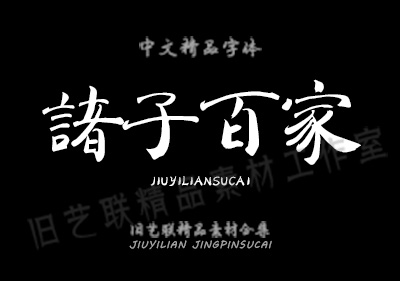 中文精品字体
諸子百家
JIUYILIANSUCAI
旧艺联精品素材工作室
旧艺联精品素材合集
JIUYILIAN JINGPINSUCAI